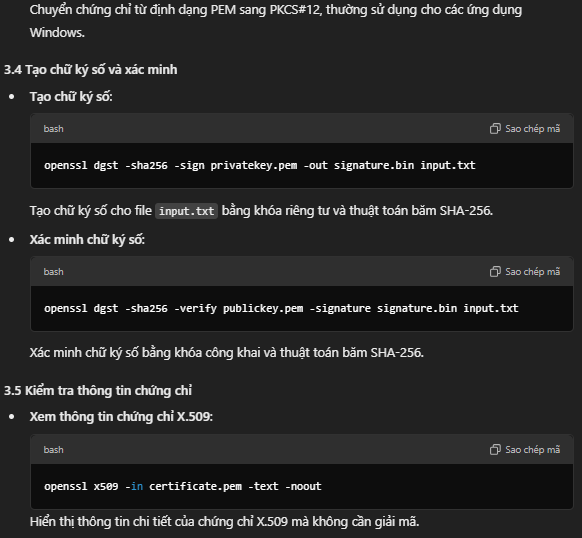 Chuyển chứng chỉ từ định dạng PEM sang PKCS#12, thường sử dụng cho các ứng dụng
Windows.
3.4 Tạo chữ ký số và xác minh
• Tạo chữ ký số:
bash Sao chép mã
openssl dgst -sha256 -sign privatekey.pem -out signature.bin input.txt
Tạo chữ ký số cho file input.txt bằng khóa riêng tư và thuật toán băm SHA-256.
• Xác minh chữ ký số:
bash Sao chép mã
openssl dgst -sha256 -verify publickey.pem -signature signature.bin input.txt
Xác minh chữ ký số bằng khóa công khai và thuật toán băm SHA-256.
3.5 Kiểm tra thông tin chứng chỉ
• Xem thông tin chứng chỉ X.509:
bash Sao chép mã
openssl x509 -in certificate.pem -text -noout
Hiển thị thông tin chi tiết của chứng chỉ X.509 mà không cần giải mã.